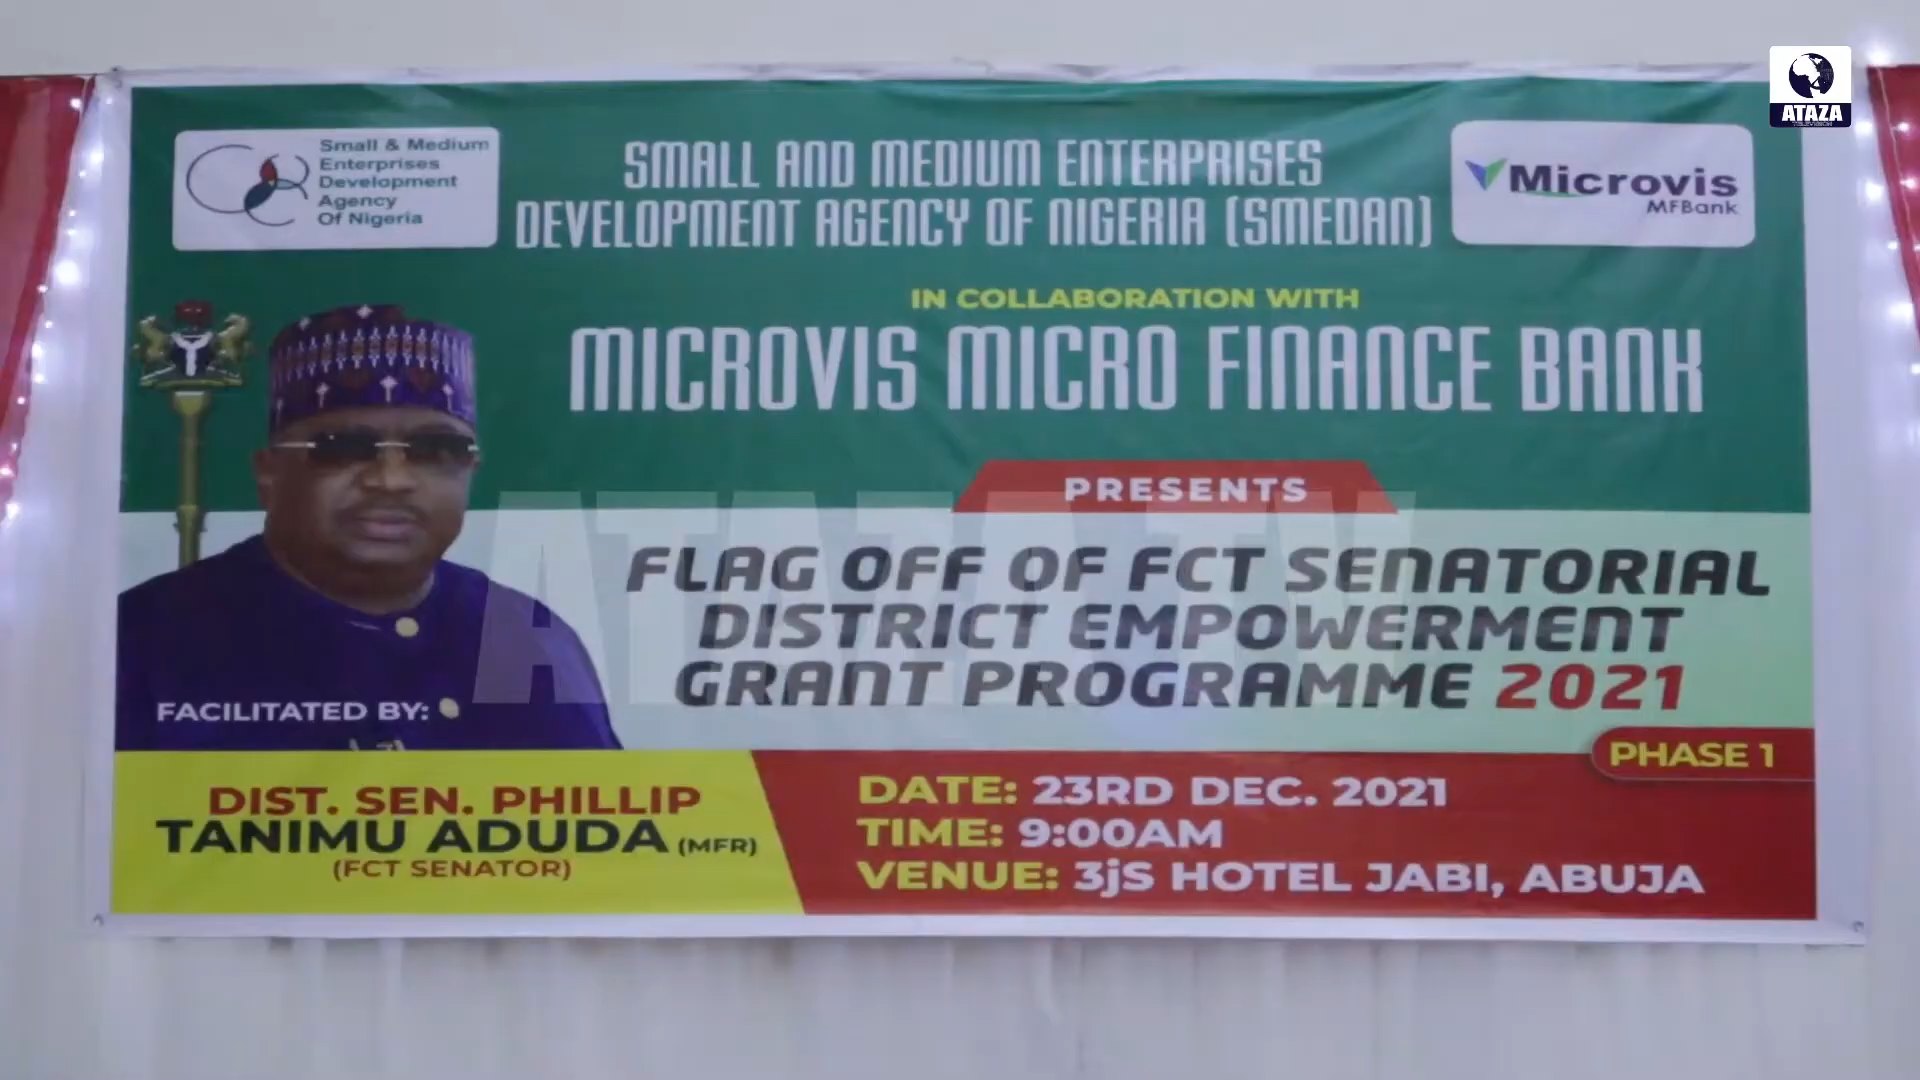 ATAZA
TELEVISION
Small & Medium
Enterprises
Development
Agency
Of Nigeria
SMALL AND MEDIUM ENTERPRISES
DEVELOPMENT AGENCY OF NIGERIA (SMEDAN)
Microvis
MFBank
IN COLLABORATION WITH
MICROVIS MICRO FINANCE BANK
PRESENTS
ATAZA TV
FLAG OFF OF FCT SENATORIAL
DISTRICT EMPOWERMENT
GRANT PROGRAMME 2021
PHASE 1
FACILITATED BY:
DIST. SEN. PHILLIP
TANIMU ADUDA (MFR)
(FCT SENATOR)
DATE: 23RD DEC. 2021
TIME: 9:00AM
VENUE: 3jS HOTEL JABI, ABUJA